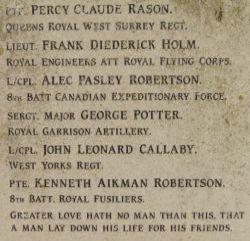 Pte. Percy Claude Rason.
Queens Royal West Surrey Regt.
Lieut. Frank Diederick Holm.
Royal Engineers att Royal Flying Corps.
L/Cpl. Alec Pasley Robertson.
8th Batt Canadian Expeditionary Force.
Sergt. Major George Potter.
Royal Garrison Artillery.
L/Cpl. John Leonard Callaby.
West Yorks Regt.
Pte. Kenneth Aikman Robertson.
8th Batt. Royal Fusiliers.
Greater love hath no man than this, that
a man lay down his life for his friends.